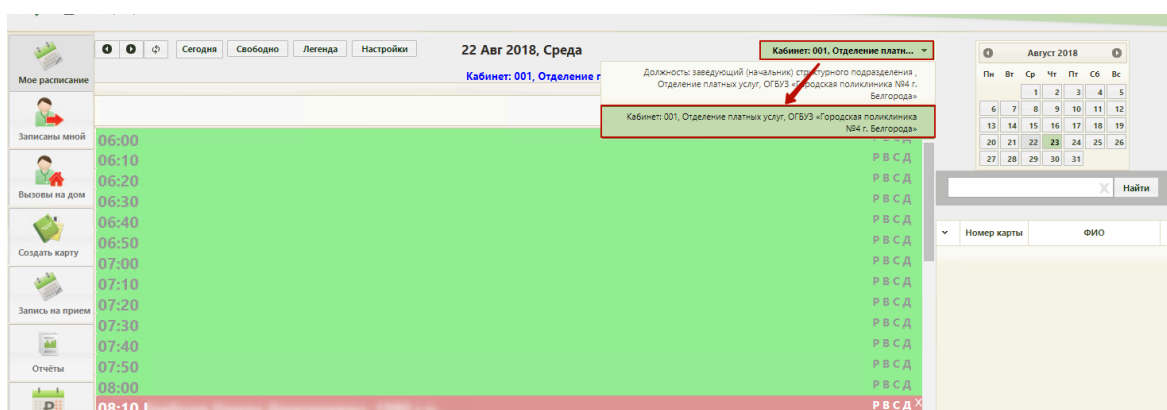 Мое расписание
Записаны мной
Вызовы на дом
Создать карту
Запись на прием
Отчёты
Сегодня Свободно Легенда Настройки
22 Авг 2018, Среда
Кабинет: 001, Отделение платн...
Кабинет: 001, Отделение
Должность: заведующий (начальник) структурного подразделения ,
Отделение платных услуг, ОГБУЗ «Городская поликлиника №4 г.
Белгорода»
Кабинет: 001, Отделение платных услуг, ОГБУЗ «Городская поликлиника
№4 г. Белгорода»
06:00
06:10 Р В С Д
06:20 Р В С Д
06:30 Р В С Д
06:40 Р В С Д
06:50 Р В С Д
07:00 Р В С Д
07:10 Р В С Д
07:20 Р В С Д
07:30 Р В С Д
07:40 Р В С Д
07:50 Р В С Д
08:00 Р В С Д
08:10 Р В С Д X
Август 2018
Пн Вт Ср Чт Пт Сб Вс
1 2 3 4 5
6 7 8 9 10 11 12
13 14 15 16 17 18 19
20 21 22 23 24 25 26
27 28 29 30 31
X Найти
Номер карты ФИО